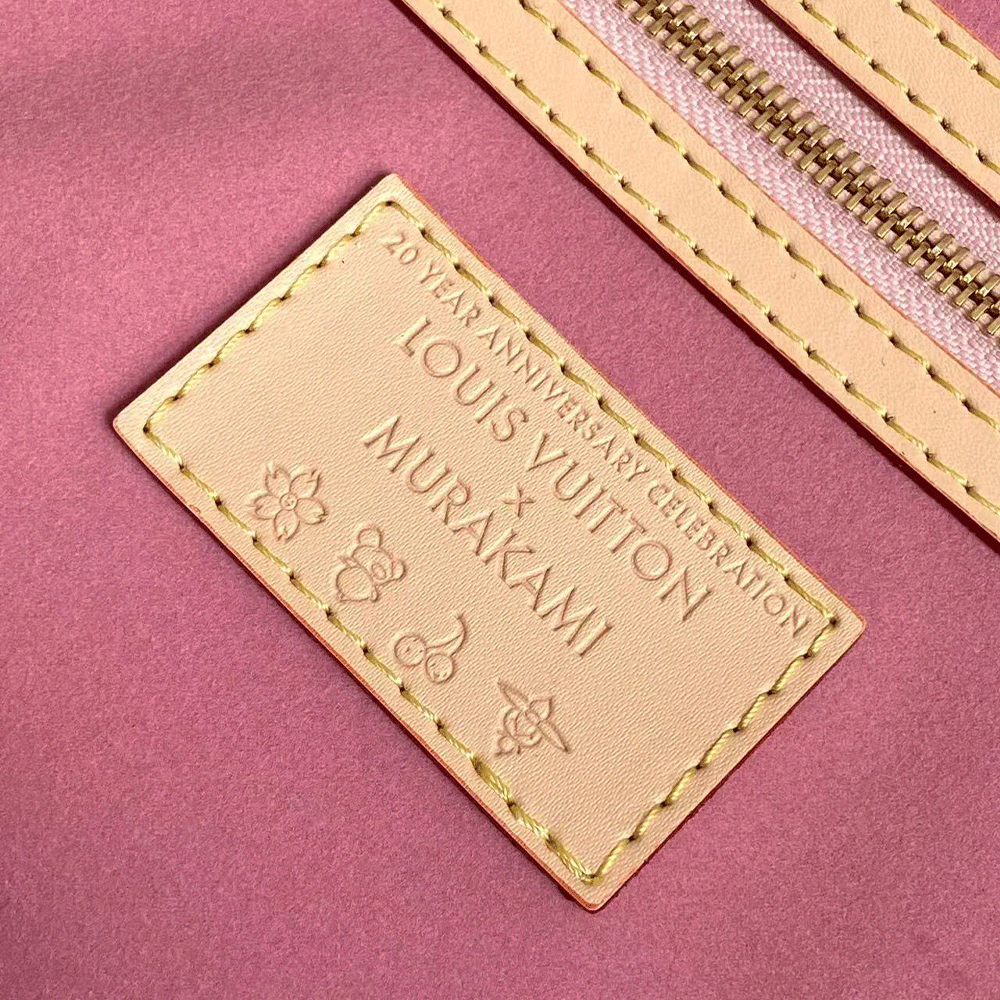 20 YEAR ANNIVERSARY CELEBRATION
LOUIS VUITTON
x
MURAKAMI